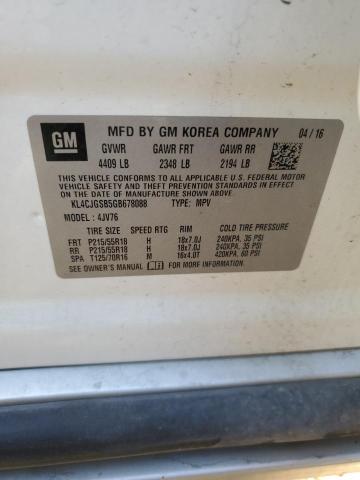 GM
MFD BY GM KOREA COMPANY 04 / 16
GVWR GAWR FRT GAWR RR
4409 LB 2348 LB 2194 LB
THIS VEHICLE CONFORMS TO ALL APPLICABLE U.S. FEDERAL MOTOR
VEHICLE SAFETY, BUMPER, AND THEFT PREVENTION STANDARDS IN
EFFECT ON THE DATE OF MANUFACTURE SHOWN ABOVE.
KL4CJGSB5GB678088 TYPE: MPV
MODEL : 4JV76
TIRE SIZE SPEED RTG RIM COLD TIRE PRESSURE
FRT P215/55R18 H 18x7.0J 240KPA, 35 PSI
RR P215/55R18 H 18x7.0J 240KPA, 35 PSI
SPA T125/70R16 M 16x4.0T 420KPA, 60 PSI
SEE OWNER'S MANUAL FOR ADDITIONAL INFORMATION.